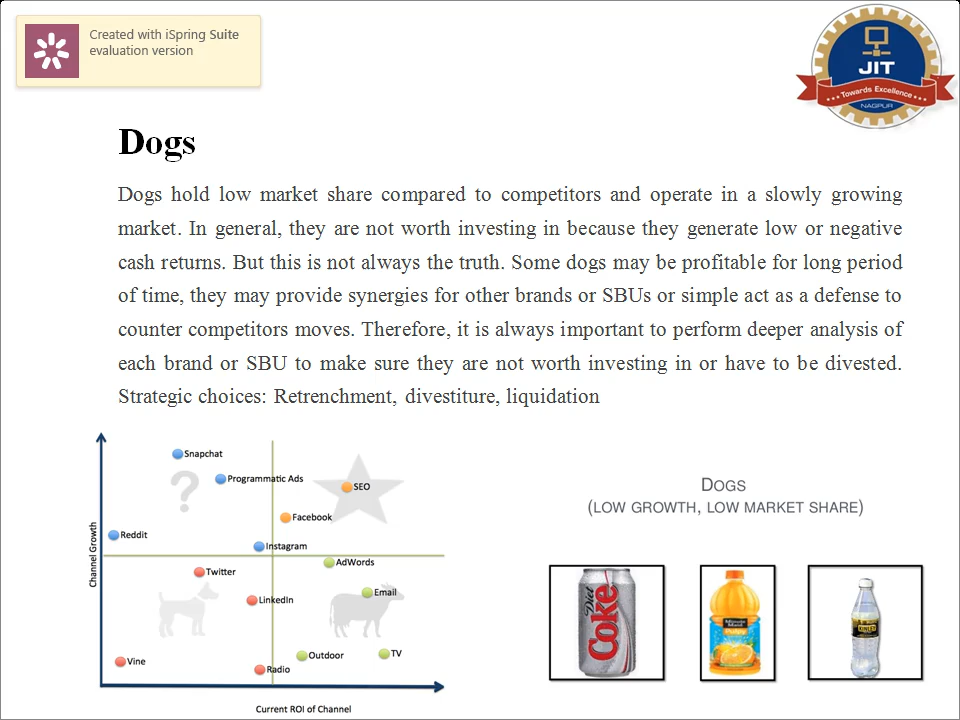 Created with iSpring Suite
evaluation version
JIT
Towards Excellence
NAGPUR
Dogs
Dogs hold low market share compared to competitors and operate in a slowly growing
market. In general, they are not worth investing in because they generate low or negative
cash returns. But this is not always the truth. Some dogs may be profitable for long period
of time, they may provide synergies for other brands or SBUs or simple act as a defense to
counter competitors moves. Therefore, it is always important to perform deeper analysis of
each brand or SBU to make sure they are not worth investing in or have to be divested.
Strategic choices: Retrenchment, divestiture, liquidation
Channel Growth
Snapchat
?
Programmatic Ads
SEO
Facebook
Reddit
Instagram
AdWords
Twitter
Email
LinkedIn
Outdoor
TV
Vine
Radio
Current ROI of Channel
DOGS
(LOW GROWTH, LOW MARKET SHARE)
Diet
Coke
Minute
Maid
Pulpy
KINLEY